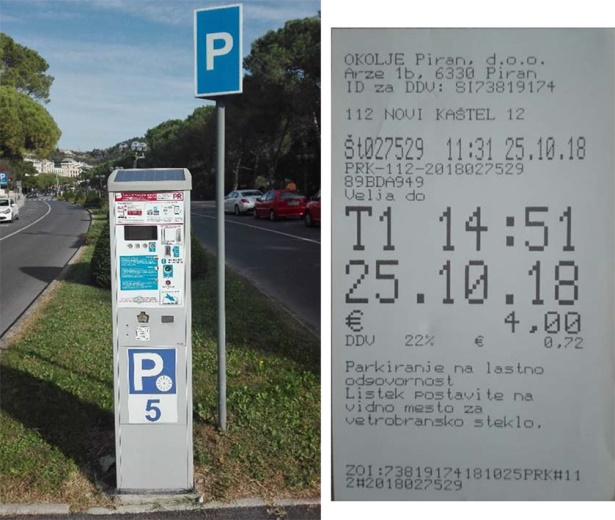 P
PR
P
5
OKOLJE Piran, d.o.o.
Arze 1b, 6330 Piran
ID za DDV: SI73819174
112 NOVI KAŠTEL 12
Št027529 11:31 25.10.18
PRK-112-2018027529
89BDA949
Velja do
T1 14:51
25.10.18
€ 4,00
DDV 22% € 0,72
Parkiranje na lastno
odgovornost
Listek postavite na
vidno mesto za
vetrobransko steklo.
ZOI:73819174181025PRK#11
2#2018027529